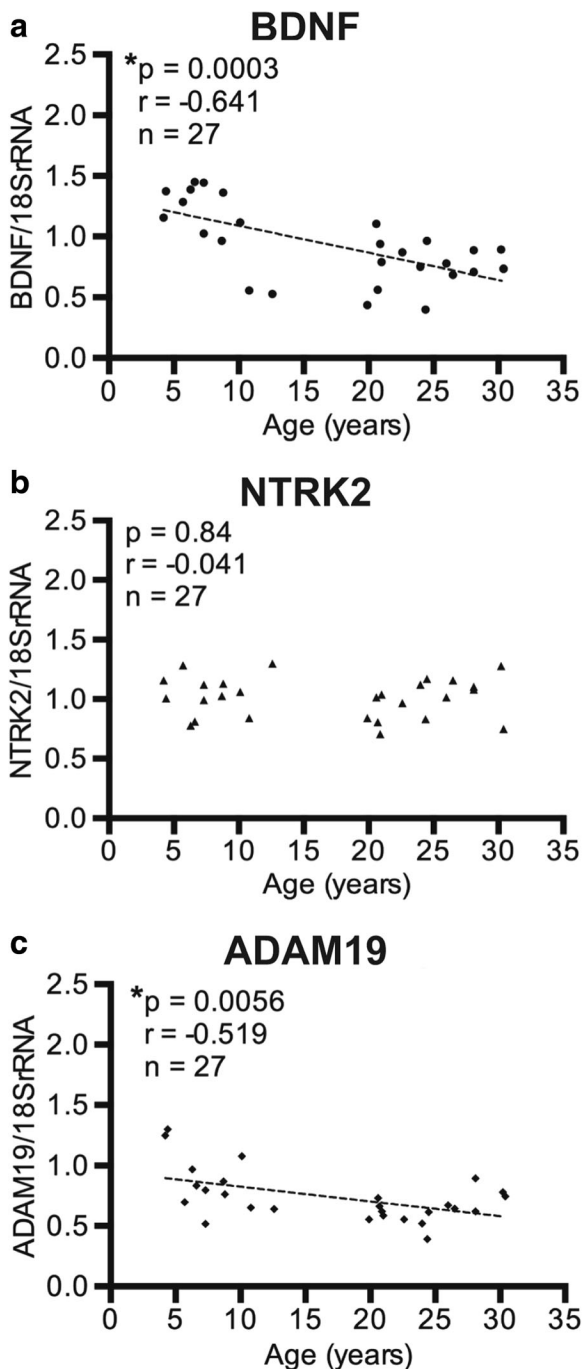 a
BDNF
*p = 0.0003
r = -0.641
n = 27
BDNF/18SrRNA
2.5
2.0
1.5
1.0
0.5
0.0
0 5 10 15 20 25 30 35
Age (years)
b
NTRK2
p = 0.84
r = -0.041
n = 27
NTRK2/18SrRNA
2.5
2.0
1.5
1.0
0.5
0.0
0 5 10 15 20 25 30 35
Age (years)
c
ADAM19
*p = 0.0056
r = -0.519
n = 27
ADAM19/18SrRNA
2.5
2.0
1.5
1.0
0.5
0.0
0 5 10 15 20 25 30 35
Age (years)